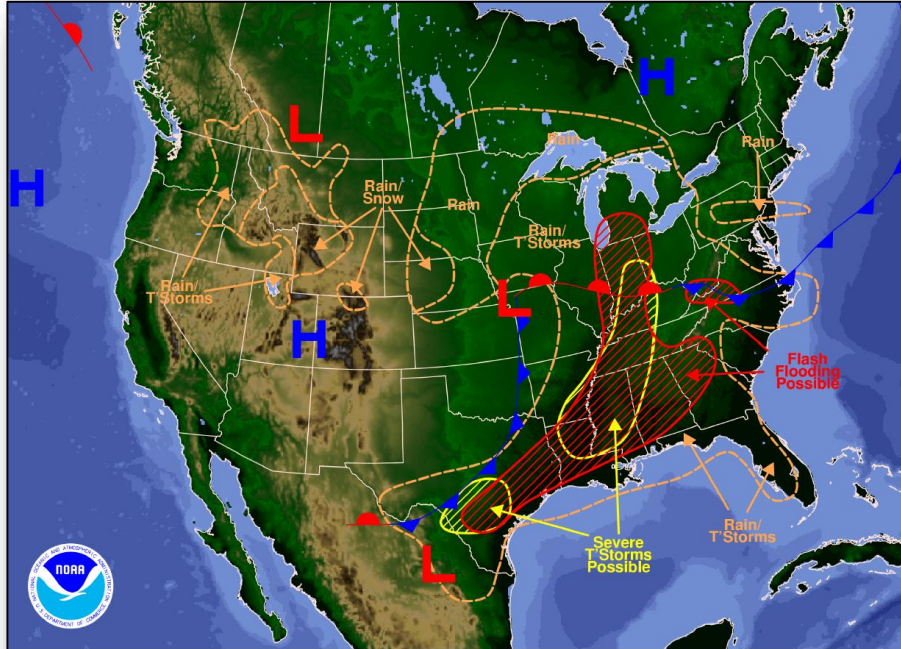 H
L
H
Rain
Rain
Rain/
Snow
Rain
Rain/
T'Storms
Rain/
T'Storms
L
H
Flash
Flooding
Possible
Rain/
T'Storms
Severe
T'Storms
Possible
L
NATIONAL OCEANIC AND ATMOSPHERIC ADMINISTRATION
NOAA
U.S. DEPARTMENT OF COMMERCE